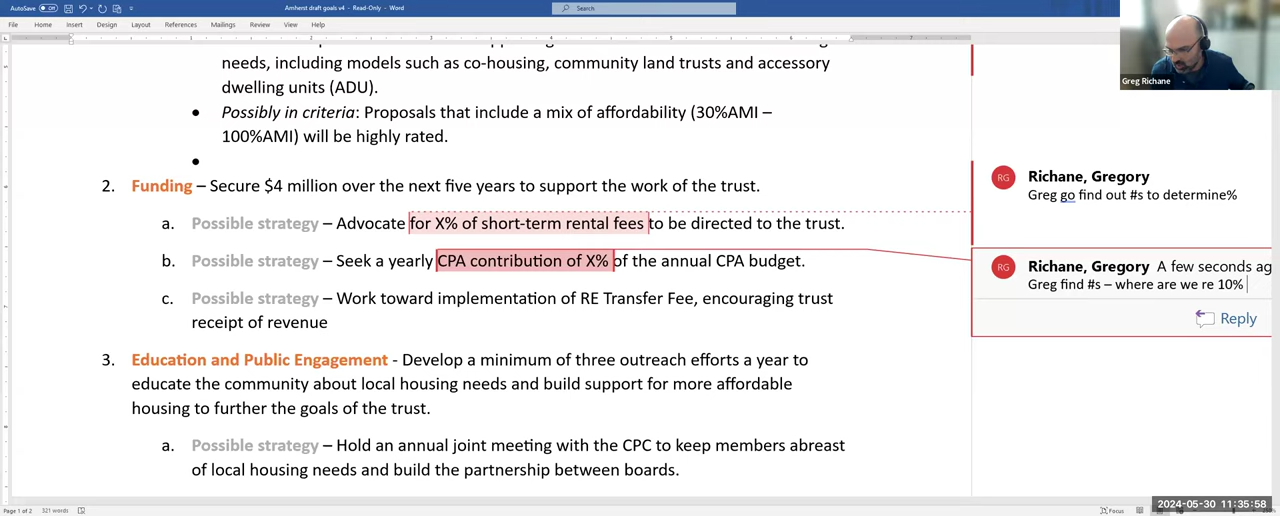 AutoSave Off Amherst draft goals v4 - Read-Only - Word Search
File Home Insert Design Layout References Mailings Review View Help
needs, including models such as co-housing, community land trusts and accessory
dwelling units (ADU).
• Possibly in criteria: Proposals that include a mix of affordability (30%AMI –
100%AMI) will be highly rated.
•
2. Funding – Secure $4 million over the next five years to support the work of the trust.
a. Possible strategy – Advocate for X% of short-term rental fees to be directed to the trust.
b. Possible strategy – Seek a yearly CPA contribution of X% of the annual CPA budget.
c. Possible strategy – Work toward implementation of RE Transfer Fee, encouraging trust
receipt of revenue
3. Education and Public Engagement - Develop a minimum of three outreach efforts a year to
educate the community about local housing needs and build support for more affordable
housing to further the goals of the trust.
a. Possible strategy – Hold an annual joint meeting with the CPC to keep members abreast
of local housing needs and build the partnership between boards.
Greg Richane
RG Richane, Gregory
Greg go find out #s to determine%
RG Richane, Gregory A few seconds ag
Greg find #s – where are we re 10%
Reply
Page 1 of 2 321 words Focus
2024-05-30 11:35:58